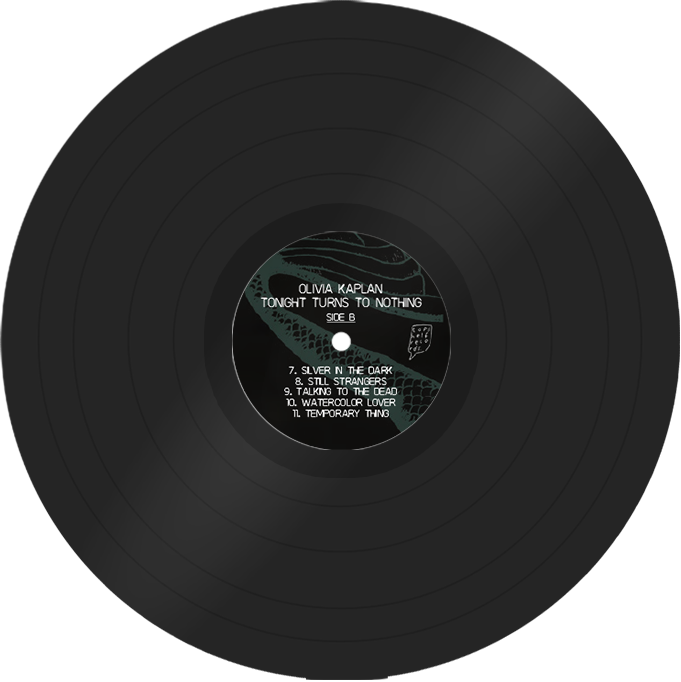 OLIVIA KAPLAN
TONIGHT TURNS TO NOTHING
SIDE B
7. SILVER IN THE DARK
8. STILL STRANGERS
9. TALKING TO THE DEAD
10. WATERCOLOR LOVER
11. TEMPORARY THING